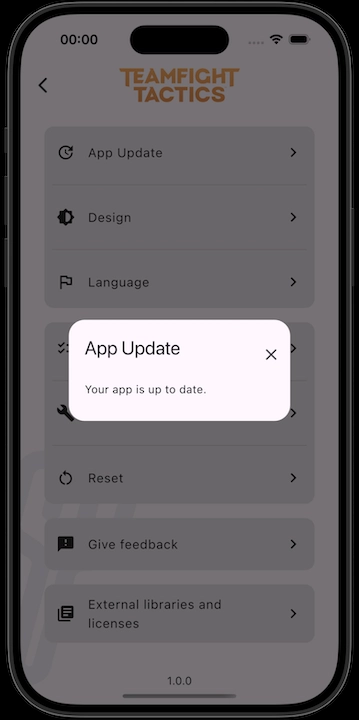 00:00
TEAMFIGHT
TACTICS
App Update
Design
Language
App Update
Your app is up to date.
Reset
Give feedback
External libraries and
licenses
1.0.0